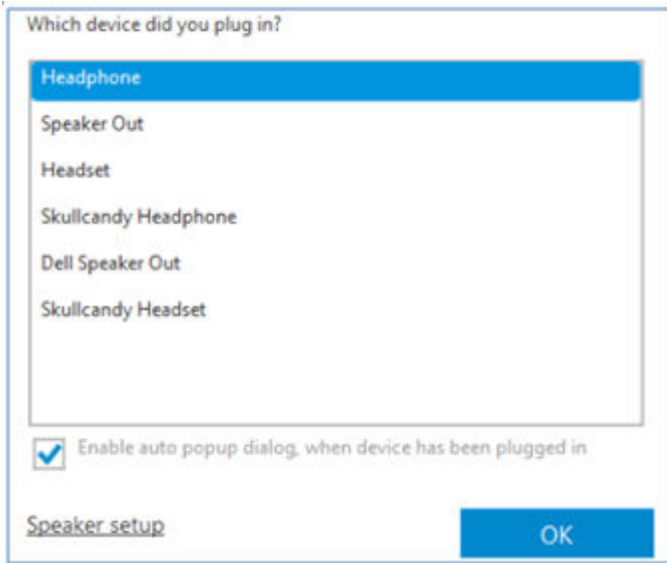 Which device did you plug in?
Headphone
Speaker Out
Headset
Skullcandy Headphone
Dell Speaker Out
Skullcandy Headset
Enable auto popup dialog, when device has been plugged in
Speaker setup
OK